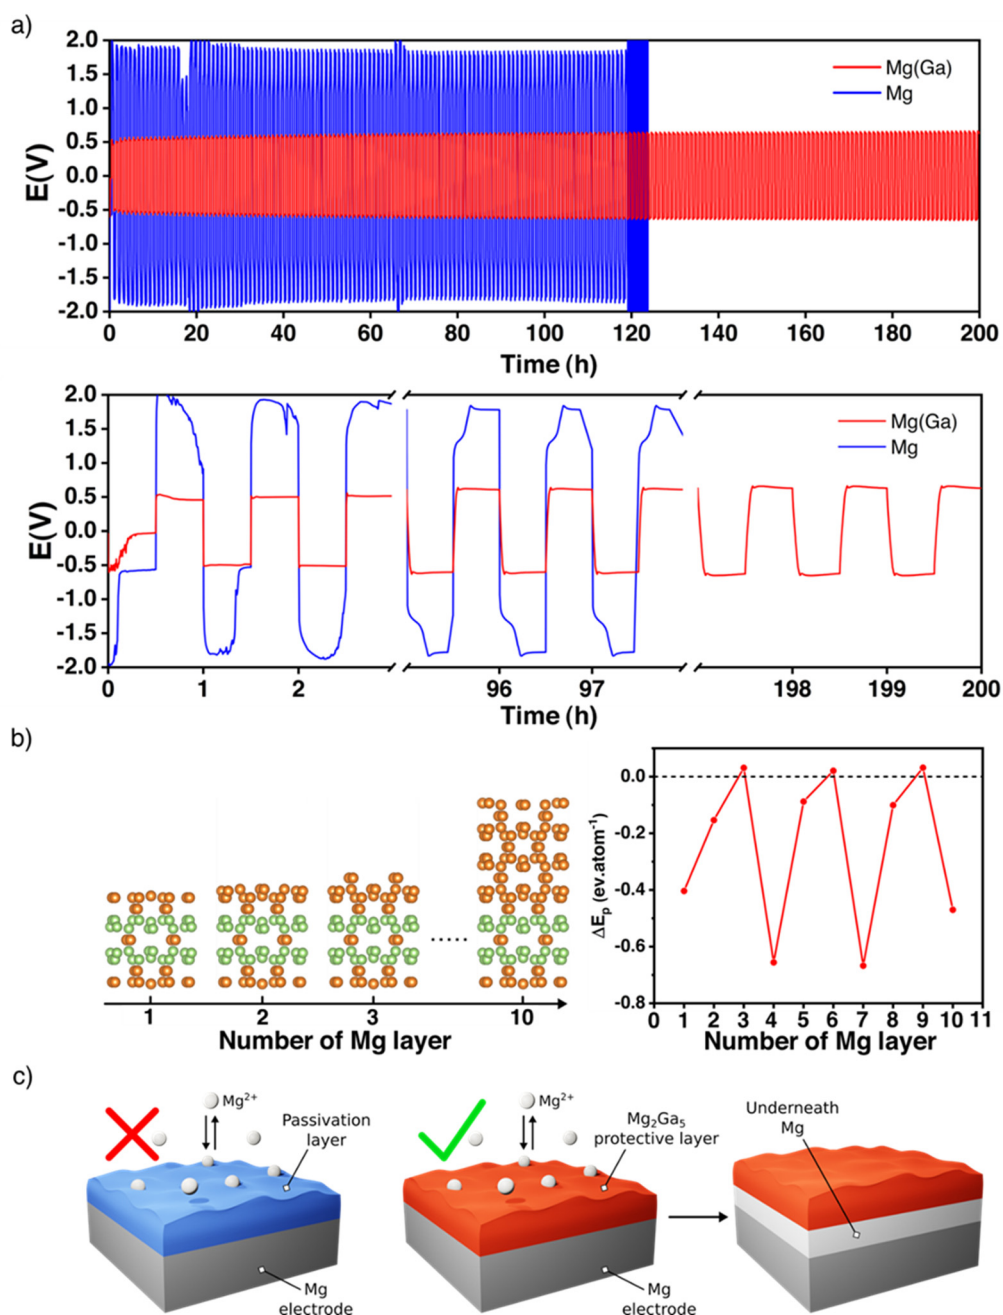 a)
2.0
1.5
1.0
0.5
0.0
-0.5
-1.0
-1.5
-2.0
E(V)
Mg(Ga)
Mg
0 20 40 60 80 100 120 140 160 180 200
Time (h)
2.0
1.5
1.0
0.5
0.0
-0.5
-1.0
-1.5
-2.0
E(V)
Mg(Ga)
Mg
0 1 2 96 97 198 199 200
Time (h)
b)
.....
1 2 3 10
Number of Mg layer
0.0
-0.2
-0.4
-0.6
-0.8
ΔEₚ (ev.atom⁻¹)
0 1 2 3 4 5 6 7 8 9 10 11
Number of Mg layer
c)
Mg²⁺
Passivation
layer
Mg
electrode
Mg²⁺
Mg₂Ga₅
protective layer
Mg
electrode
Underneath
Mg